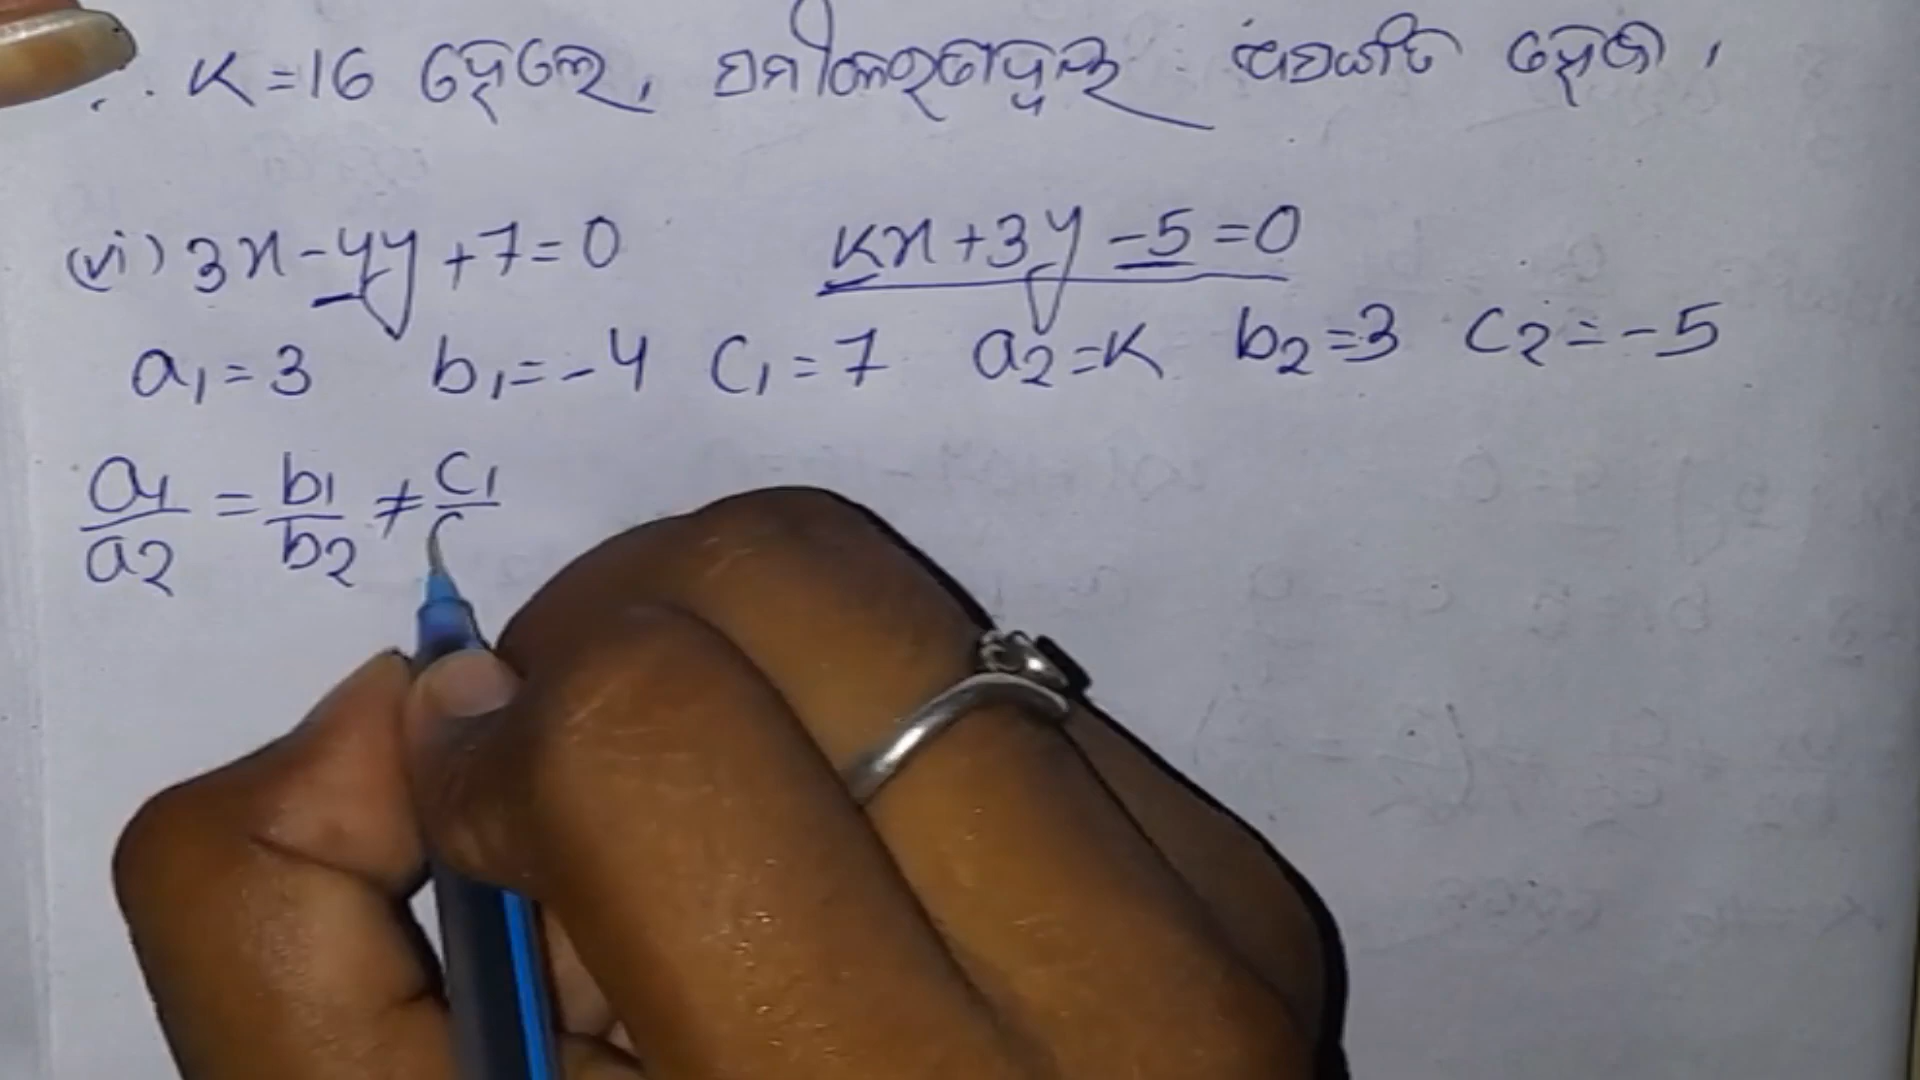 ∴ K=16 ହେଲେ, ସମୀକରଣଦ୍ୱୟ ଅସଙ୍ଗତ ହେବ ।
(vi) 3x-4y+7=0 kx+3y-5=0
a₁=3 b₁=-4 c₁=7 a₂=K b₂=3 c₂=-5
a₁/a₂ = b₁/b₂ ≠ c₁/c